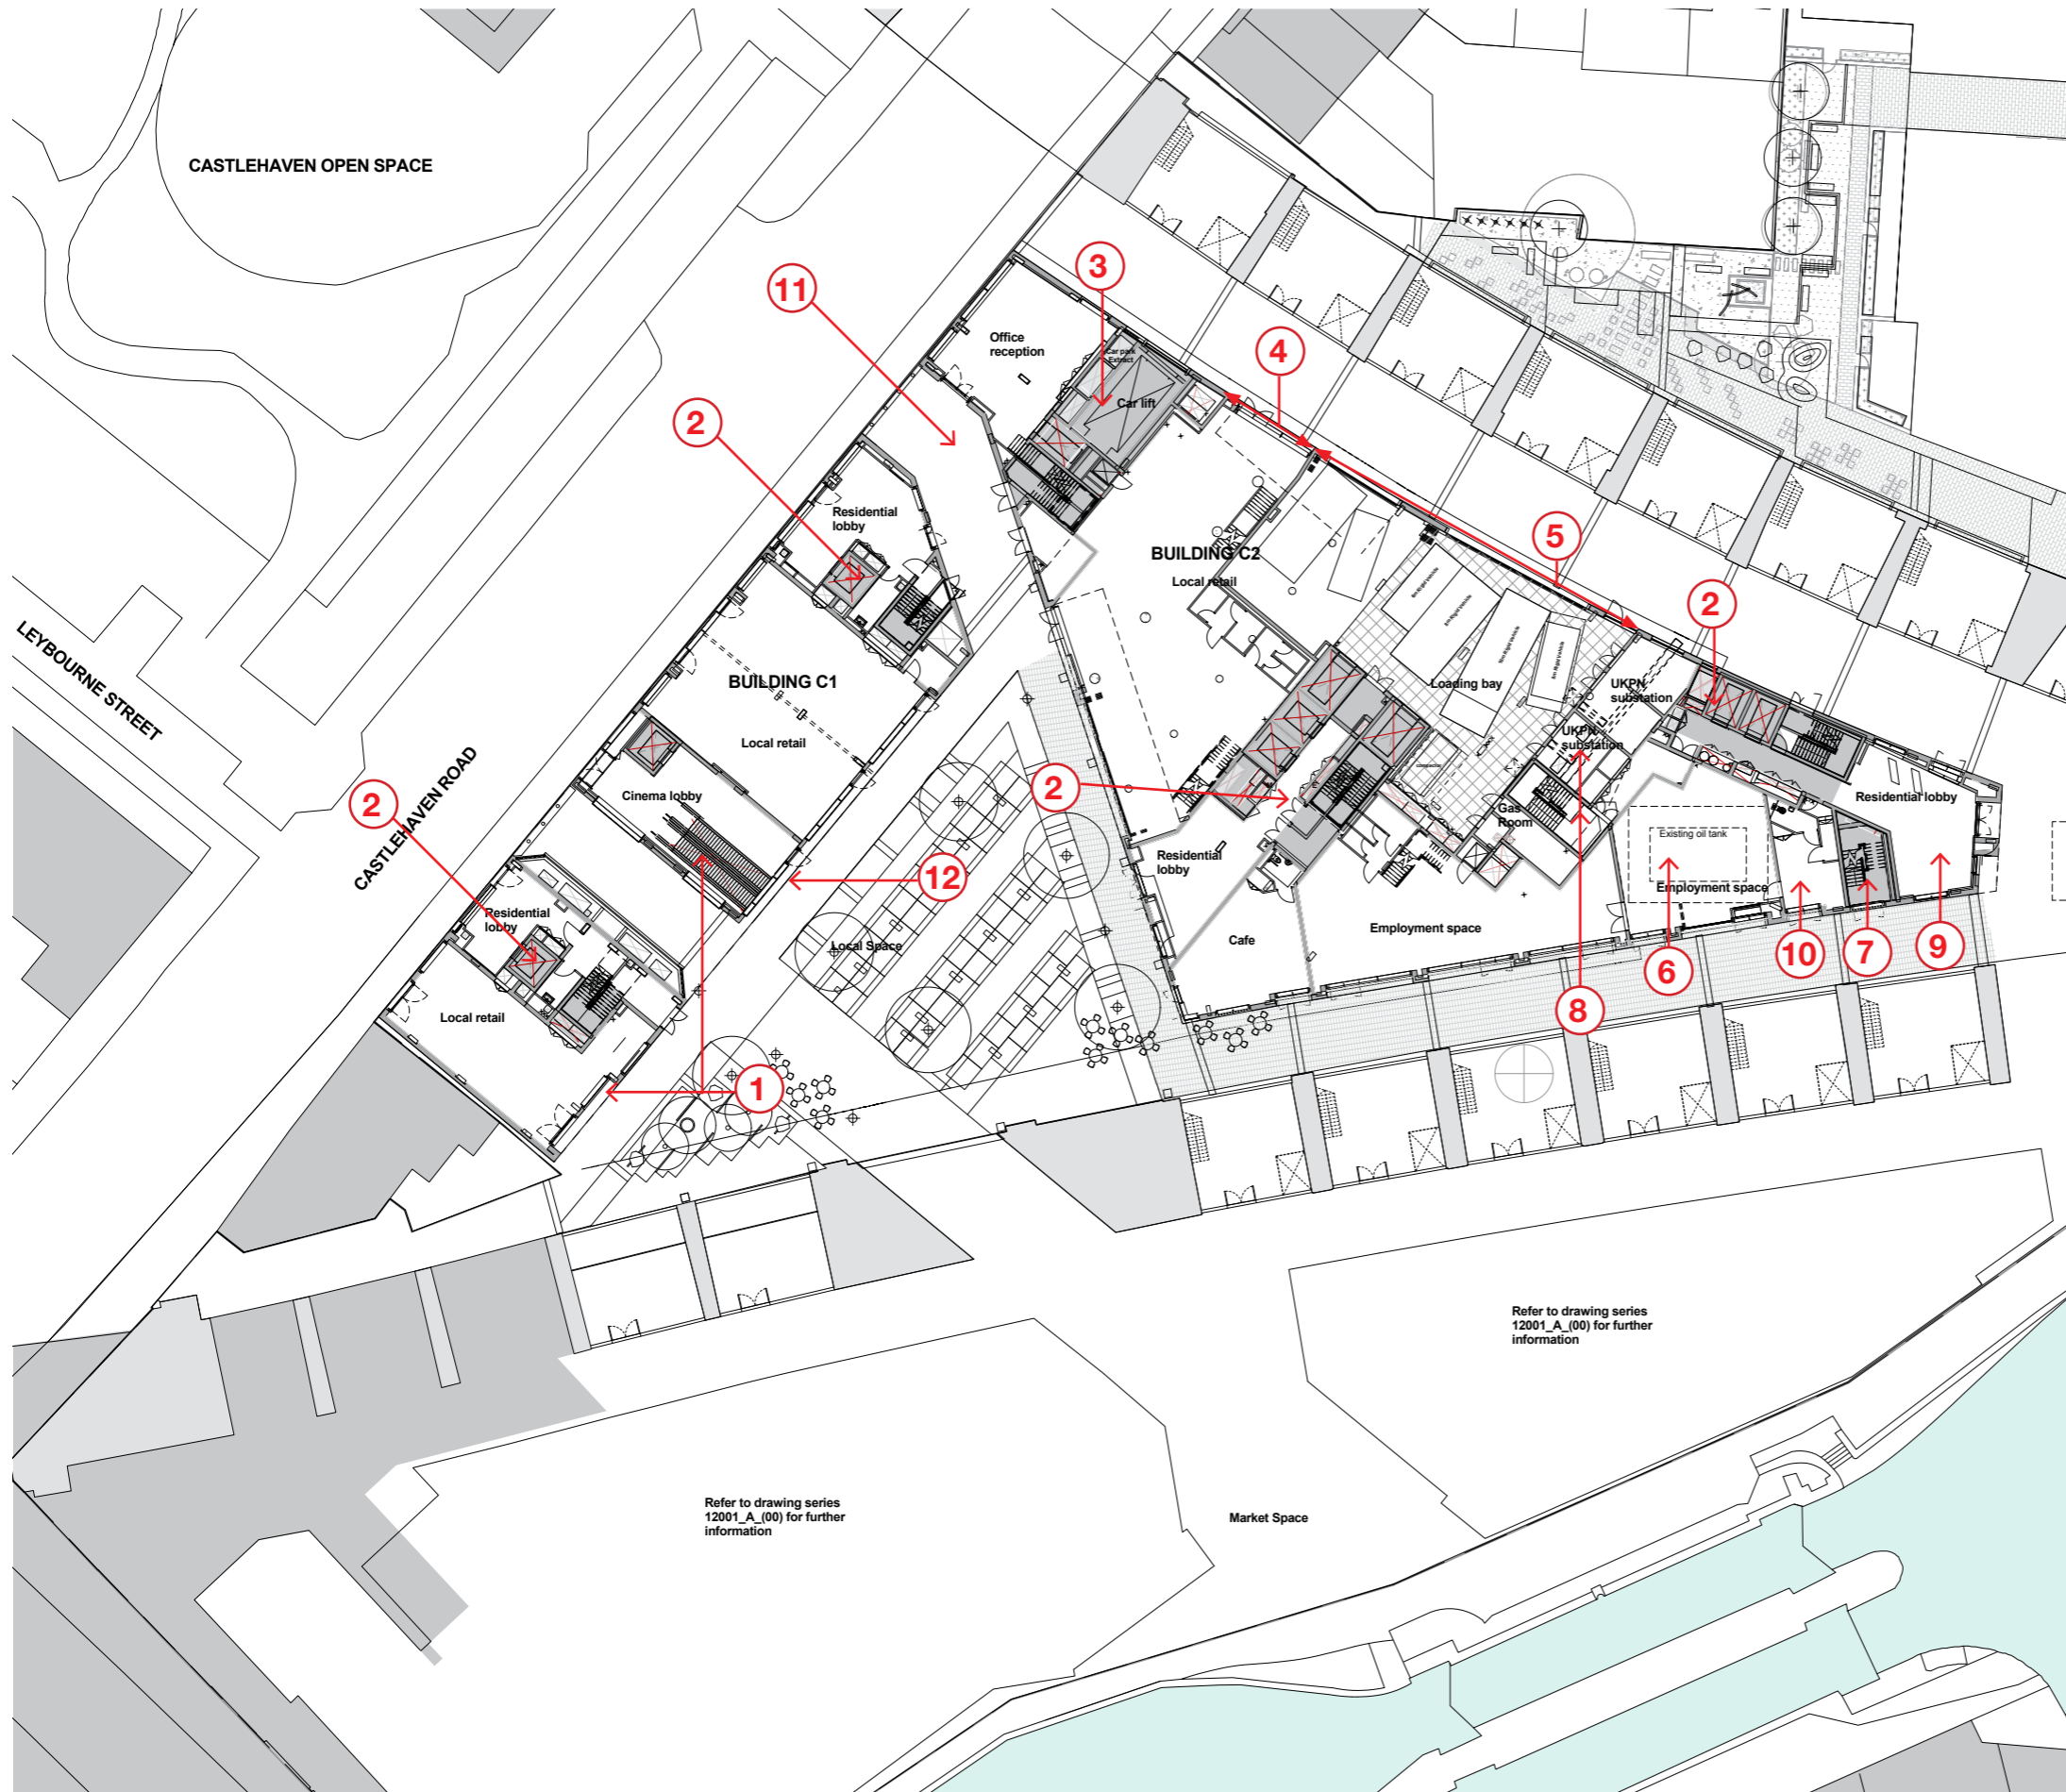 CASTLEHAVEN OPEN SPACE
3
11
Office
reception
Car park
Extract
4
Car lift
2
Residential
lobby
5
BUILDING C2
Local retail
2
LEYBOURNE STREET
BUILDING C1
Loading bay
UKPN
substation
Local retail
UKPN
substation
CASTLEHAVEN ROAD
2
Cinema lobby
2
Residential lobby
Gas
Room
Existing oil tank
Residential
lobby
12
Employment space
Residential
lobby
Local Space
Cafe
Employment space
10
7
9
6
8
Local retail
1
Refer to drawing series
12001_A_(00) for further
information
Refer to drawing series
12001_A_(00) for further
information
Market Space